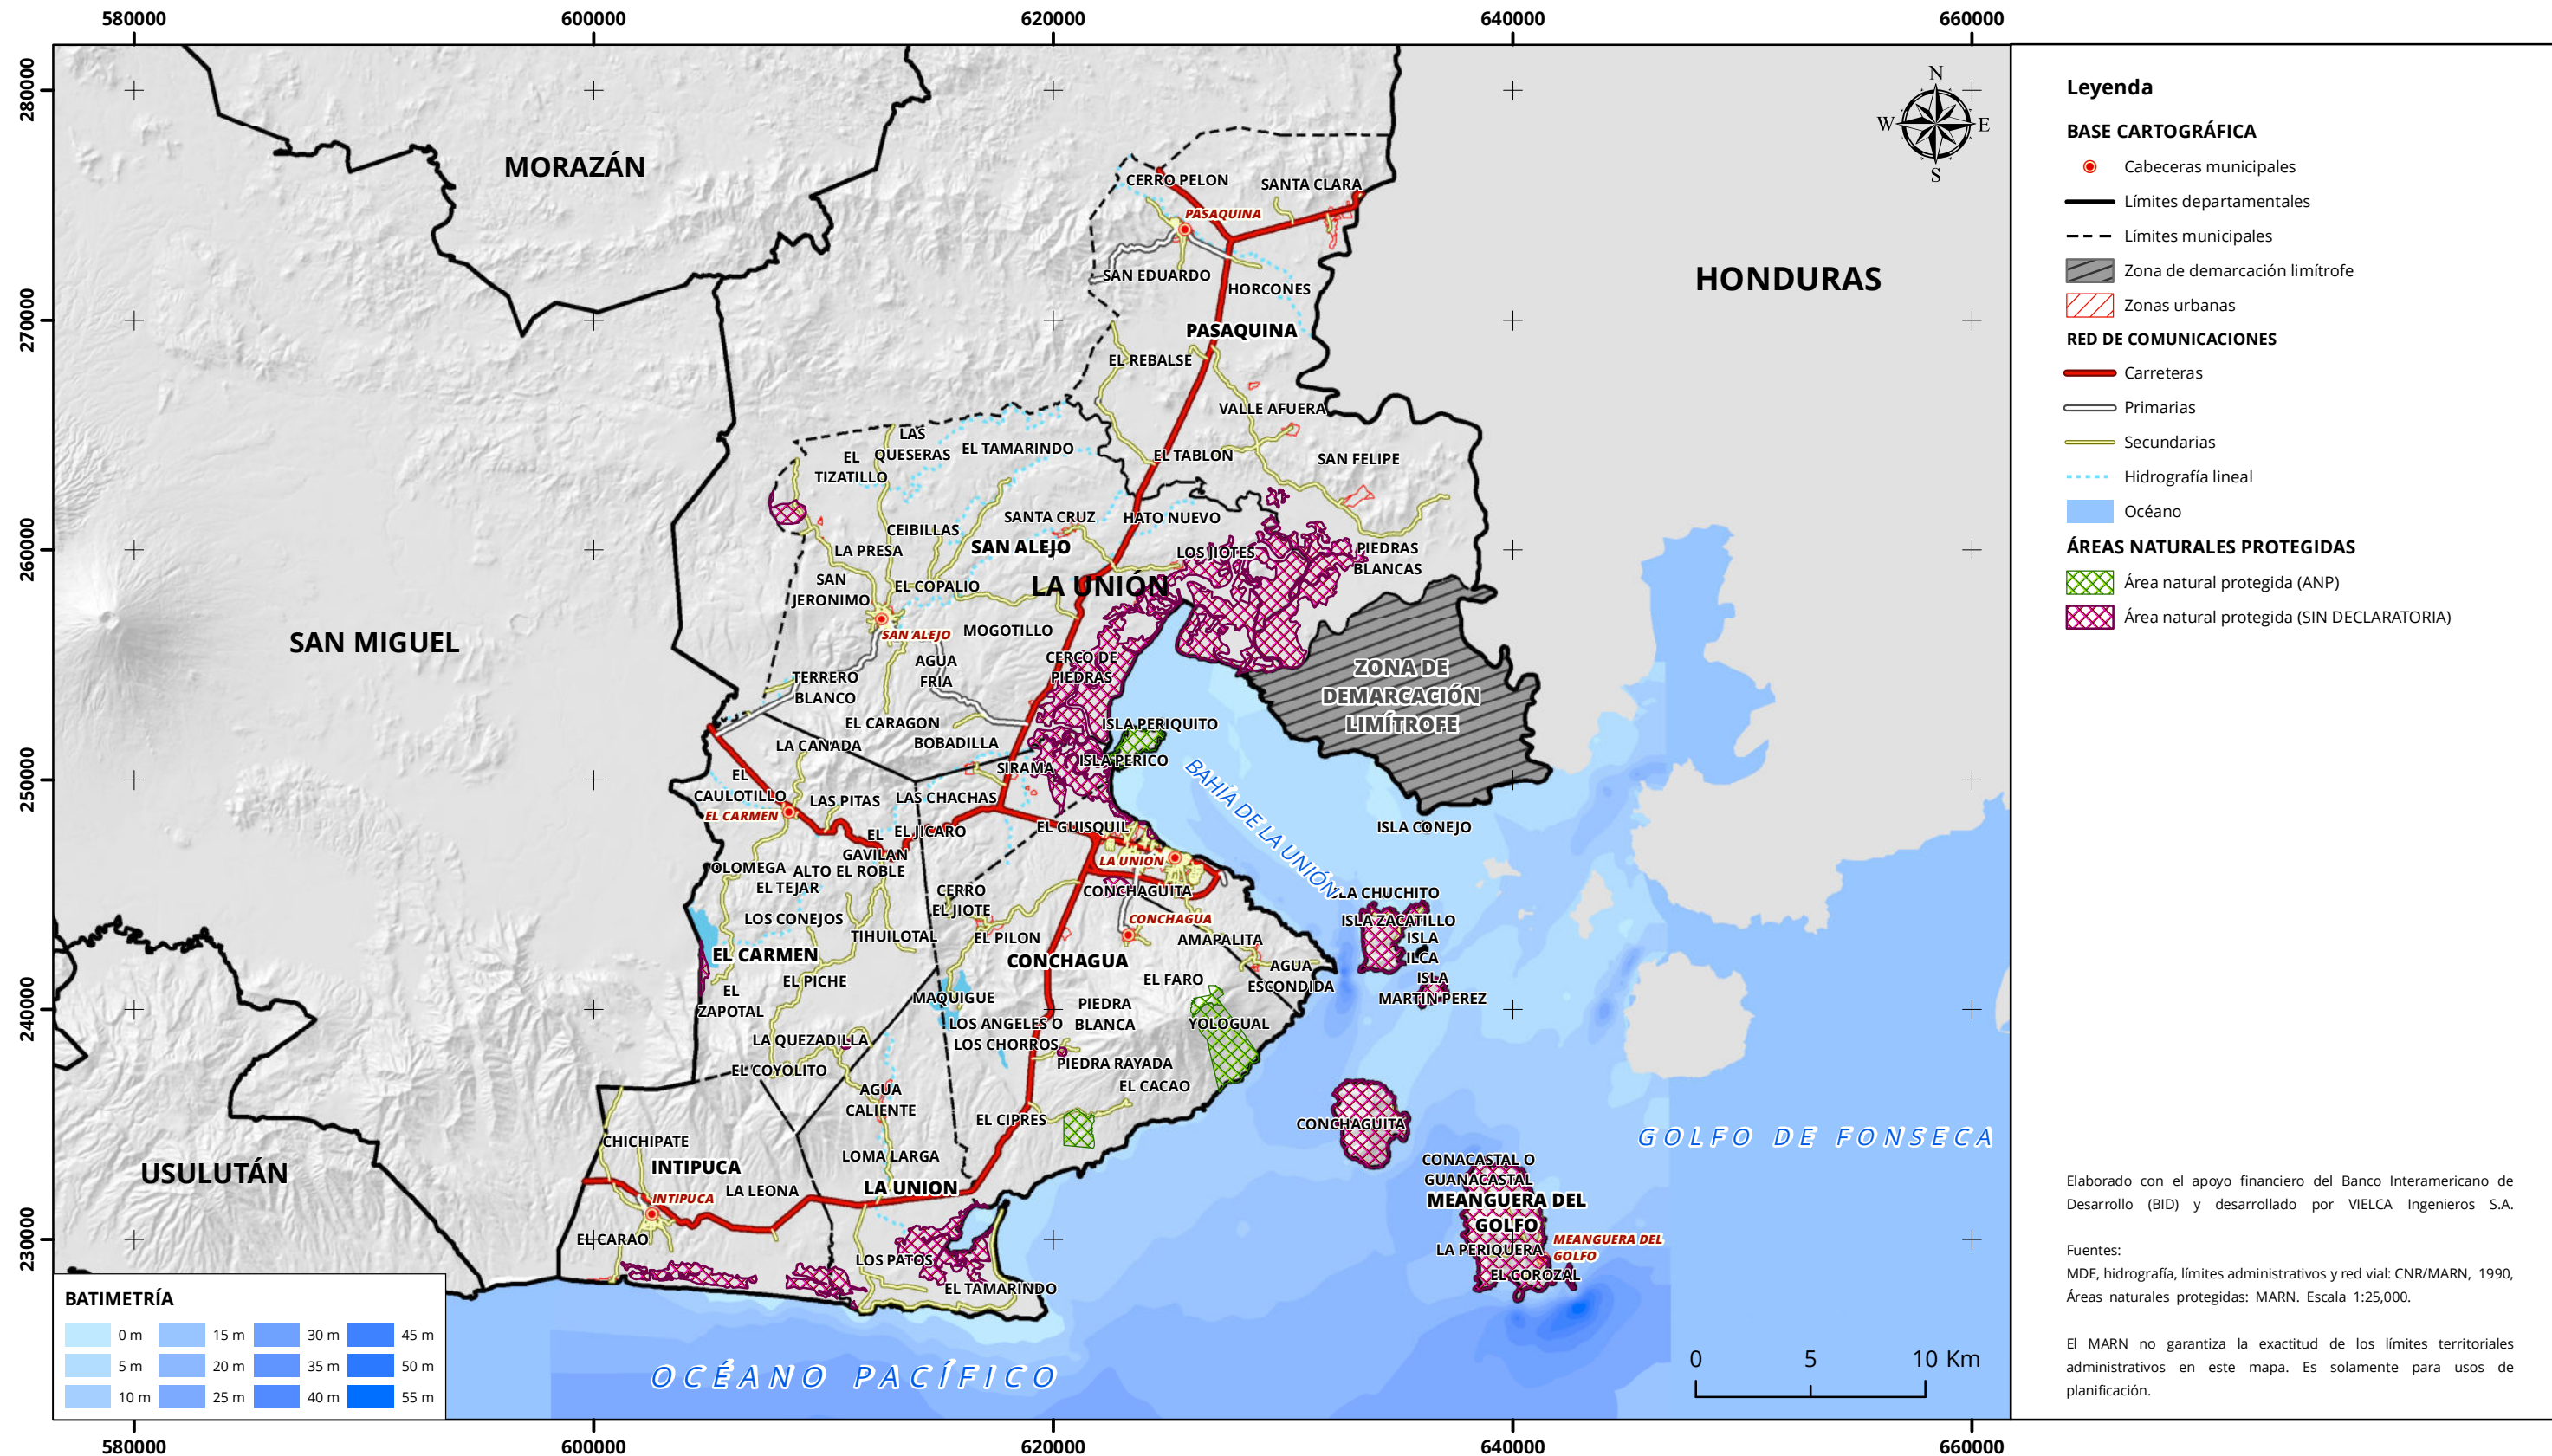 580000
600000
620000
640000
660000
280000
270000
260000
250000
240000
230000
N
W
E
S
MORAZÁN
HONDURAS
SAN MIGUEL
USULUTÁN
LA UNIÓN
CERRO PELON
SANTA CLARA
PASAQUINA
SAN EDUARDO
HORCONES
PASAQUINA
EL REBALSE
VALLE AFUERA
LAS
QUESERAS
EL TAMARINDO
EL
TIZATILLO
EL TABLON
SAN FELIPE
SANTA CRUZ
HATO NUEVO
CEIBILLAS
SAN ALEJO
LA PRESA
LOS JIOTES
PIEDRAS
BLANCAS
SAN
JERONIMO
EL COPALIO
SAN ALEJO
MOGOTILLO
AGUA
FRIA
CERCO DE
PIEDRAS
ZONA DE
DEMARCACIÓN
LIMÍTROFE
TERRERO
BLANCO
EL CARAGON
ISLA PERIQUITO
LA CAÑADA
BOBADILLA
ISLA PERICO
SIRAMA
EL
CAULOTILLO
LAS PITAS
LAS CHACHAS
BAHÍA DE LA UNIÓN
EL CARMEN
EL
GAVILAN
EL JICARO
EL GUISQUIL
ISLA CONEJO
LA UNION
OLOMEGA
ALTO EL ROBLE
EL TEJAR
CERRO
EL JIOTE
CONCHAGUITA
ISLA CHUCHITO
LOS CONEJOS
CONCHAGUA
ISLA ZACATILLO
TIHUILOTAL
EL PILON
AMAPALITA
ISLA
ILCA
EL CARMEN
CONCHAGUA
AGUA
ESCONDIDA
EL PICHE
EL FARO
ISLA
MARTIN PEREZ
EL
ZAPOTAL
MAQUIGUE
PIEDRA
BLANCA
LOS ANGELES O
LOS CHORROS
YOLOGUAL
LA QUEZADILLA
PIEDRA RAYADA
EL COYOLITO
EL CACAO
AGUA
CALIENTE
EL CIPRES
CONCHAGUITA
CHICHIPATE
GOLFO DE FONSECA
LOMA LARGA
CONACASTAL O
GUANACASTAL
INTIPUCA
LA UNION
INTIPUCA
LA LEONA
MEANGUERA DEL
GOLFO
EL CARAO
MEANGUERA DEL
GOLFO
LA PERIQUERA
LOS PATOS
EL COROZAL
EL TAMARINDO
OCÉANO PACÍFICO
BATIMETRÍA
0 m
15 m
30 m
45 m
5 m
20 m
35 m
50 m
10 m
25 m
40 m
55 m
0
5
10 Km
580000
600000
620000
640000
660000
Leyenda
BASE CARTOGRÁFICA
Cabeceras municipales
Límites departamentales
Límites municipales
Zona de demarcación limítrofe
Zonas urbanas
RED DE COMUNICACIONES
Carreteras
Primarias
Secundarias
Hidrografía lineal
Océano
ÁREAS NATURALES PROTEGIDAS
Área natural protegida (ANP)
Área natural protegida (SIN DECLARATORIA)
Elaborado con el apoyo financiero del Banco Interamericano de
Desarrollo (BID) y desarrollado por VIELCA Ingenieros S.A.
Fuentes:
MDE, hidrografía, límites administrativos y red vial: CNR/MARN, 1990,
Áreas naturales protegidas: MARN. Escala 1:25,000.
El MARN no garantiza la exactitud de los límites territoriales
administrativos en este mapa. Es solamente para usos de
planificación.